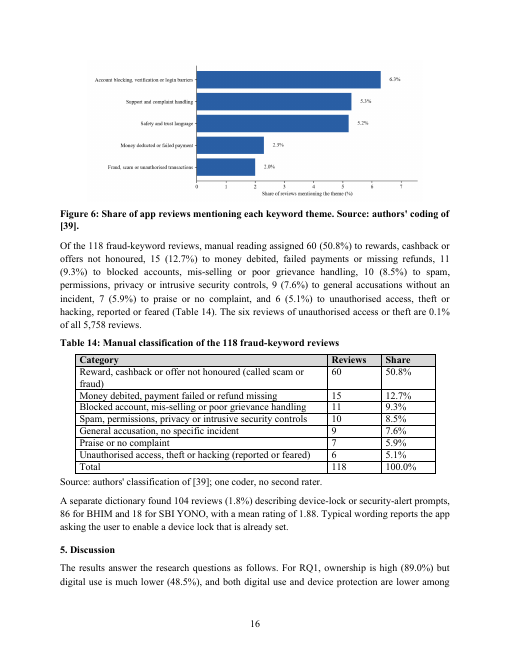 Account blocking, verification or login barriers
6.3%
Support and complaint handling
5.3%
Safety and trust language
5.2%
Money deducted or failed payment
2.3%
Fraud, scam or unauthorised transactions
2.0%
0 1 2 3 4 5 6 7
Share of reviews mentioning the theme (%)
Figure 6: Share of app reviews mentioning each keyword theme. Source: authors' coding of
[39].
Of the 118 fraud-keyword reviews, manual reading assigned 60 (50.8%) to rewards, cashback or
offers not honoured, 15 (12.7%) to money debited, failed payments or missing refunds, 11
(9.3%) to blocked accounts, mis-selling or poor grievance handling, 10 (8.5%) to spam,
permissions, privacy or intrusive security controls, 9 (7.6%) to general accusations without an
incident, 7 (5.9%) to praise or no complaint, and 6 (5.1%) to unauthorised access, theft or
hacking, reported or feared (Table 14). The six reviews of unauthorised access or theft are 0.1%
of all 5,758 reviews.
Table 14: Manual classification of the 118 fraud-keyword reviews
Category Reviews Share
Reward, cashback or offer not honoured (called scam or 60 50.8%
fraud)
Money debited, payment failed or refund missing 15 12.7%
Blocked account, mis-selling or poor grievance handling 11 9.3%
Spam, permissions, privacy or intrusive security controls 10 8.5%
General accusation, no specific incident 9 7.6%
Praise or no complaint 7 5.9%
Unauthorised access, theft or hacking (reported or feared) 6 5.1%
Total 118 100.0%
Source: authors' classification of [39]; one coder, no second rater.
A separate dictionary found 104 reviews (1.8%) describing device-lock or security-alert prompts,
86 for BHIM and 18 for SBI YONO, with a mean rating of 1.88. Typical wording reports the app
asking the user to enable a device lock that is already set.
5. Discussion
The results answer the research questions as follows. For RQ1, ownership is high (89.0%) but
digital use is much lower (48.5%), and both digital use and device protection are lower among
16